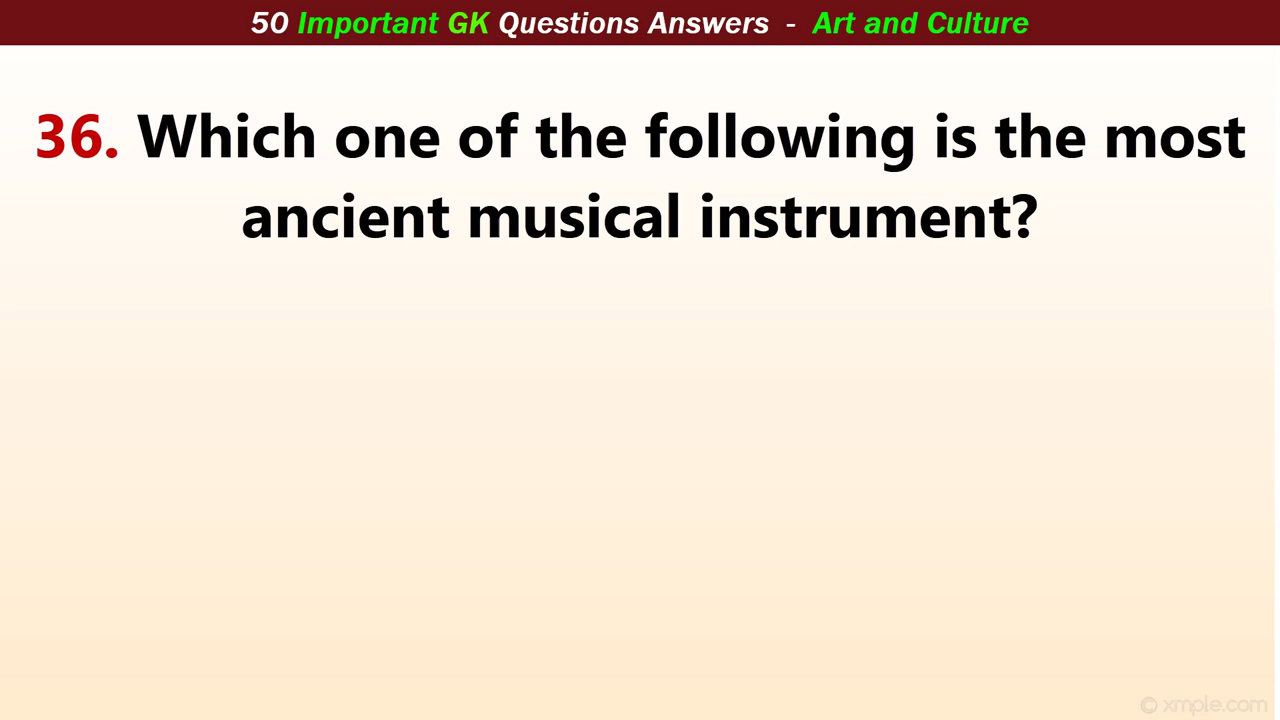 50 Important GK Questions Answers - Art and Culture
36. Which one of the following is the most
ancient musical instrument?
© xmple.com